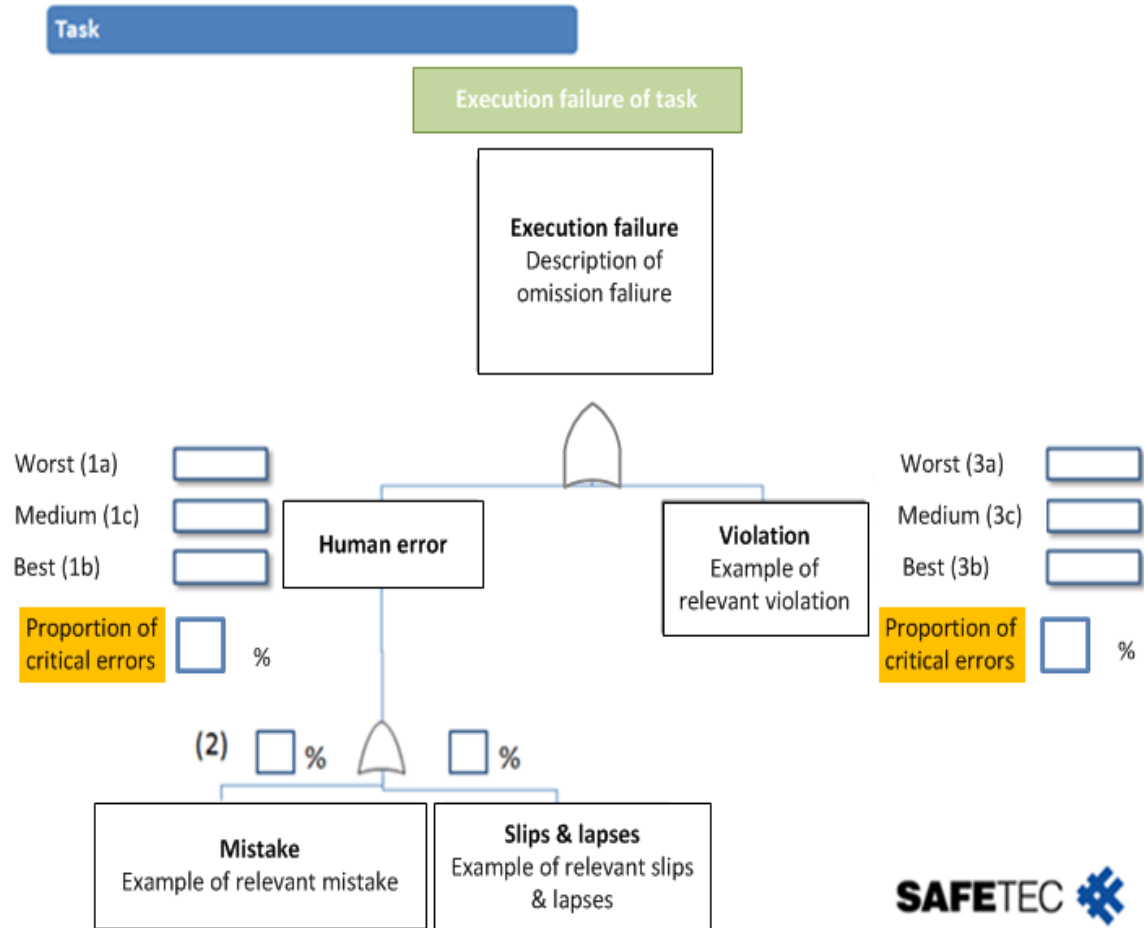 Task
Execution failure of task
Execution failure
Description of
omission faliure
Worst (1a)
Medium (1c)
Best (1b)
Proportion of
critical errors
%
Human error
Violation
Example of
relevant violation
Worst (3a)
Medium (3c)
Best (3b)
Proportion of
critical errors
%
(2)
%
%
Mistake
Example of relevant mistake
Slips & lapses
Example of relevant slips
& lapses
SAFETEC